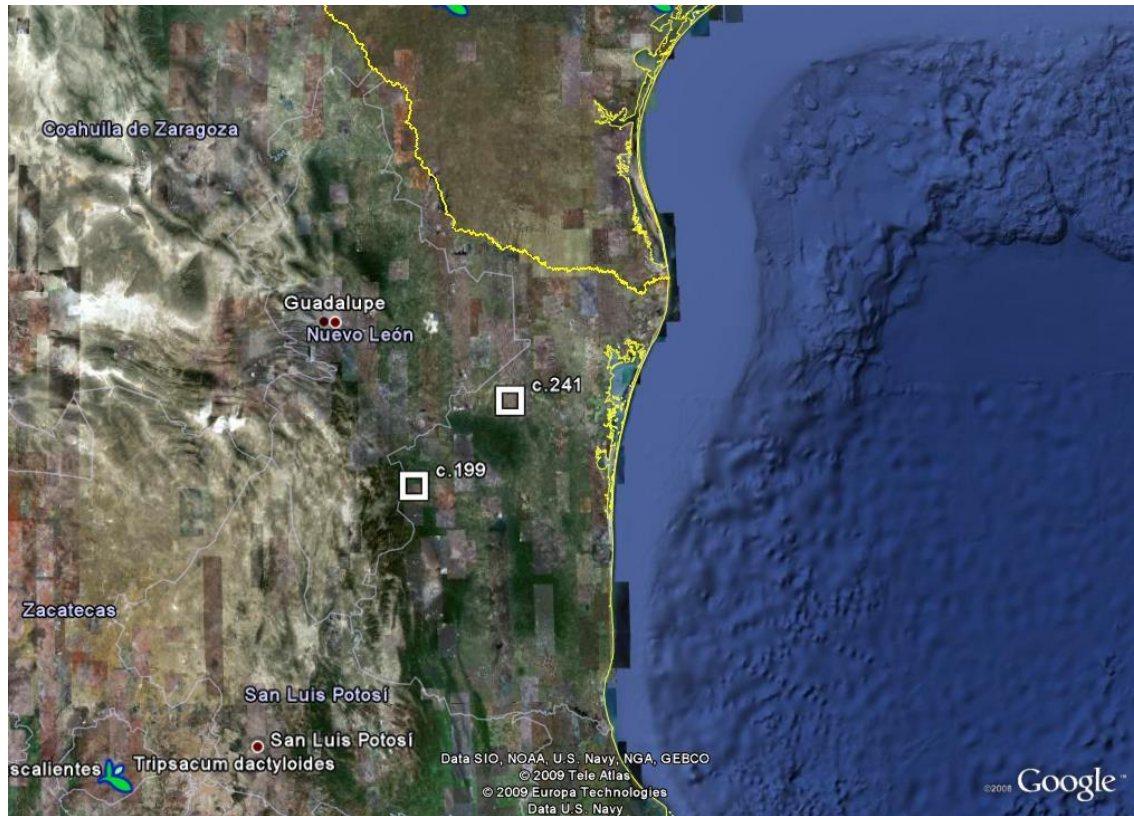 Coahuila de Zaragoza
Guadalupe
Nuevo León
c.241
c.199
Zacatecas
San Luis Potosí
San Luis Potosí
scalientes
Tripsacum dactyloides
Data SIO, NOAA, U.S. Navy, NGA, GEBCO
© 2009 Tele Atlas
© 2009 Europa Technologies
Data U.S. Navy
©2008 Google™